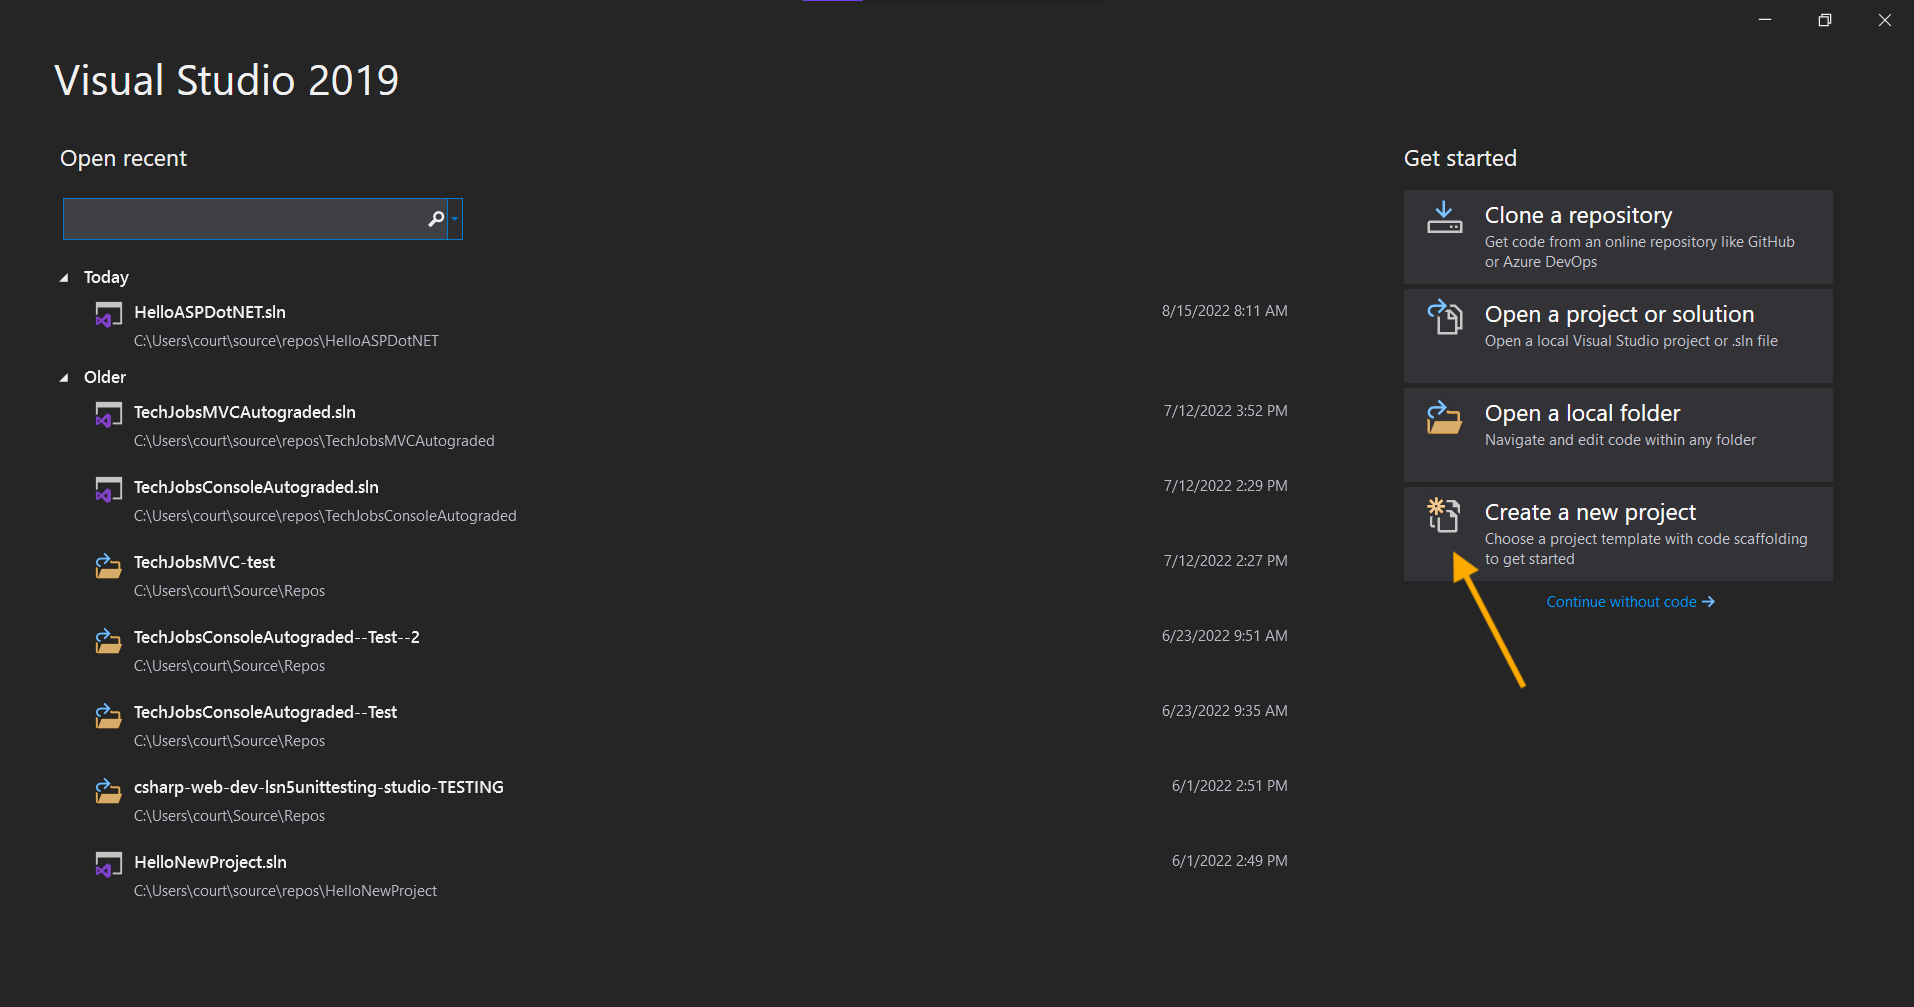 Visual Studio 2019
Open recent
Today
HelloASPDotNET.sln
8/15/2022 8:11 AM
C:\Users\court\source\repos\HelloASPDotNET
Older
TechJobsMVCAutograded.sln
7/12/2022 3:52 PM
C:\Users\court\source\repos\TechJobsMVCAutograded
TechJobsConsoleAutograded.sln
7/12/2022 2:29 PM
C:\Users\court\source\repos\TechJobsConsoleAutograded
TechJobsMVC-test
7/12/2022 2:27 PM
C:\Users\court\Source\Repos
TechJobsConsoleAutograded--Test--2
6/23/2022 9:51 AM
C:\Users\court\Source\Repos
TechJobsConsoleAutograded--Test
6/23/2022 9:35 AM
C:\Users\court\Source\Repos
csharp-web-dev-lsn5unittesting-studio-TESTING
6/1/2022 2:51 PM
C:\Users\court\Source\Repos
HelloNewProject.sln
6/1/2022 2:49 PM
C:\Users\court\source\repos\HelloNewProject
Get started
Clone a repository
Get code from an online repository like GitHub
or Azure DevOps
Open a project or solution
Open a local Visual Studio project or .sln file
Open a local folder
Navigate and edit code within any folder
Create a new project
Choose a project template with code scaffolding
to get started
Continue without code →